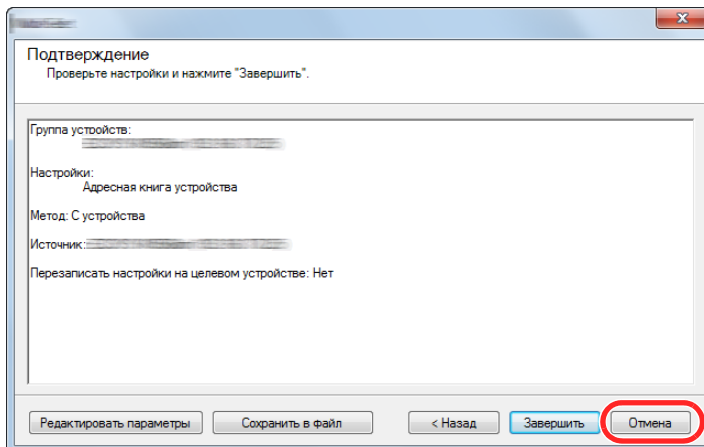 Подтверждение
Проверьте настройки и нажмите "Завершить".
Группа устройств:
Настройки:
Адресная книга устройства
Метод: С устройства
Источник:
Перезаписать настройки на целевом устройстве: Нет
Редактировать параметры Сохранить в файл < Назад Завершить Отмена